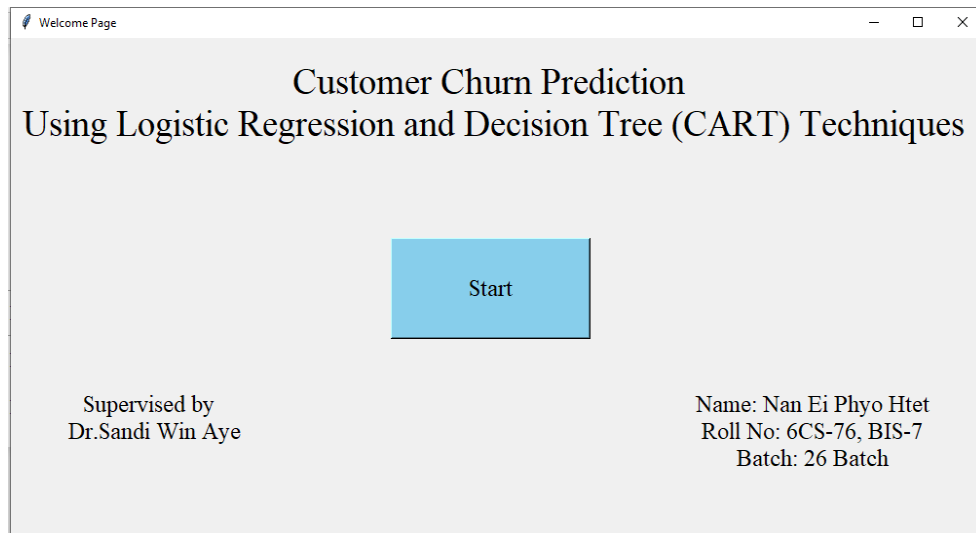 Welcome Page
Customer Churn Prediction
Using Logistic Regression and Decision Tree (CART) Techniques
Start
Supervised by
Dr.Sandi Win Aye
Name: Nan Ei Phyo Htet
Roll No: 6CS-76, BIS-7
Batch: 26 Batch